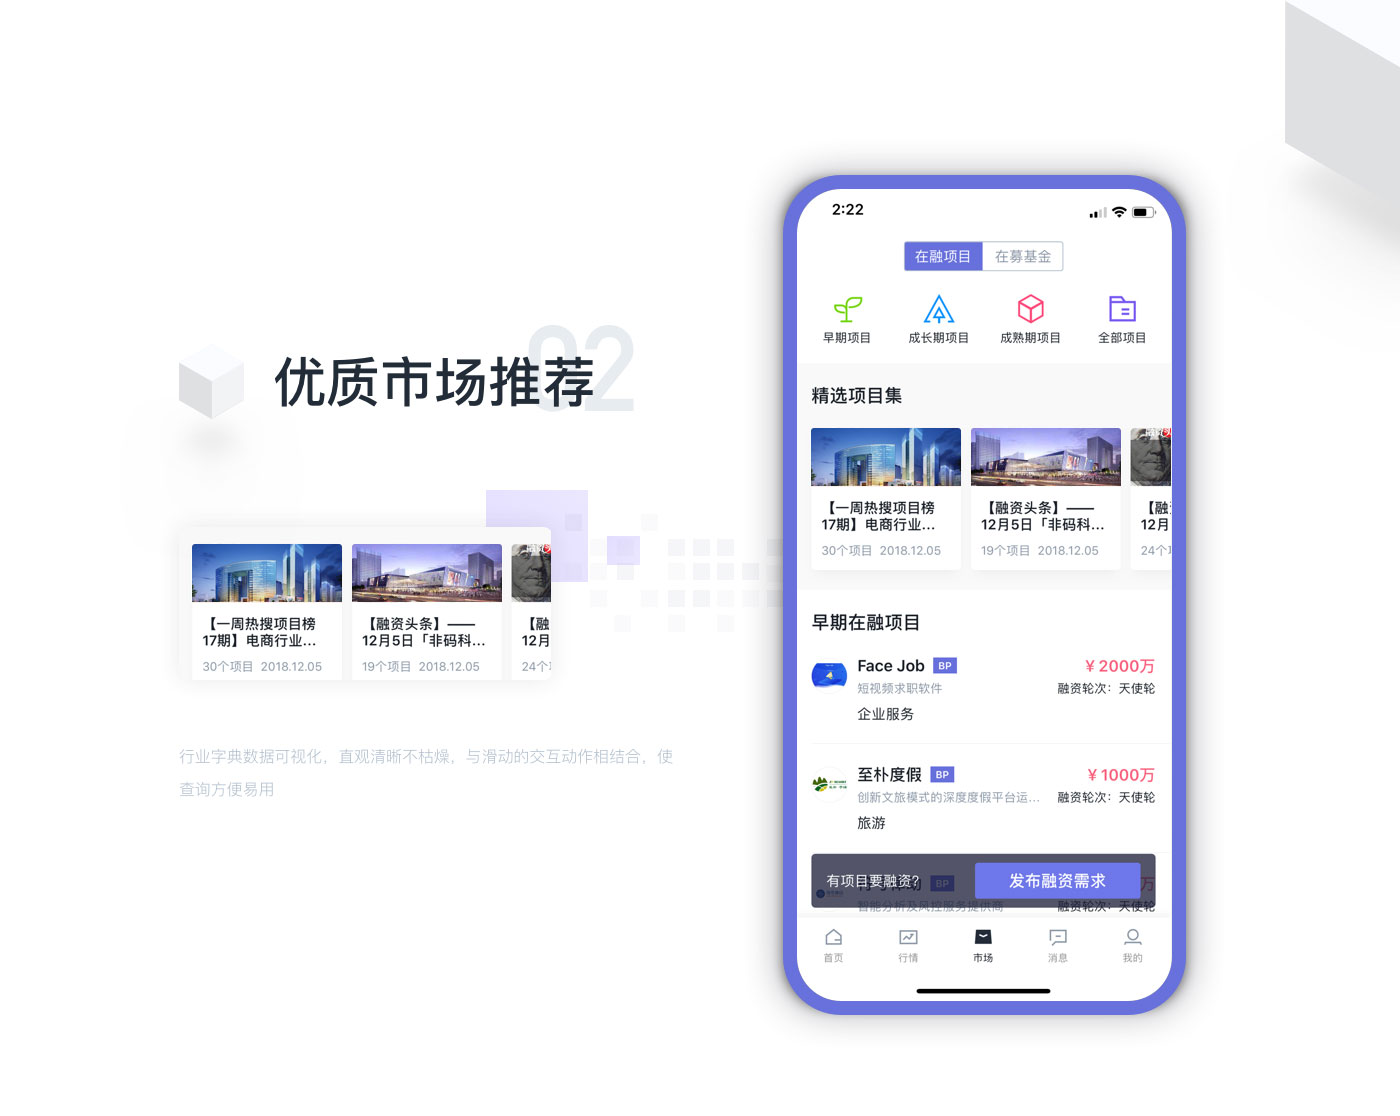 02
优质市场推荐
【一周热搜项目榜
17期】电商行业...
30个项目 2018.12.05
【融资头条】——
12月5日「非码科...
19个项目 2018.12.05
【融
12月
24个
行业字典数据可视化，直观清晰不枯燥，与滑动的交互动作相结合，使
查询方便易用
2:22
在融项目 在募基金
早期项目 成长期项目 成熟期项目 全部项目
精选项目集
【一周热搜项目榜
17期】电商行业...
30个项目 2018.12.05
【融资头条】——
12月5日「非码科...
19个项目 2018.12.05
【融
12月
24个
早期在融项目
Face Job BP ¥2000万
短视频求职软件 融资轮次：天使轮
企业服务
至朴度假 BP ¥1000万
创新文旅模式的深度度假平台运... 融资轮次：天使轮
旅游
有项目要融资? 发布融资需求
BP 万
智能分析及风控服务提供商 融资轮次：天使轮
首页 行情 市场 消息 我的